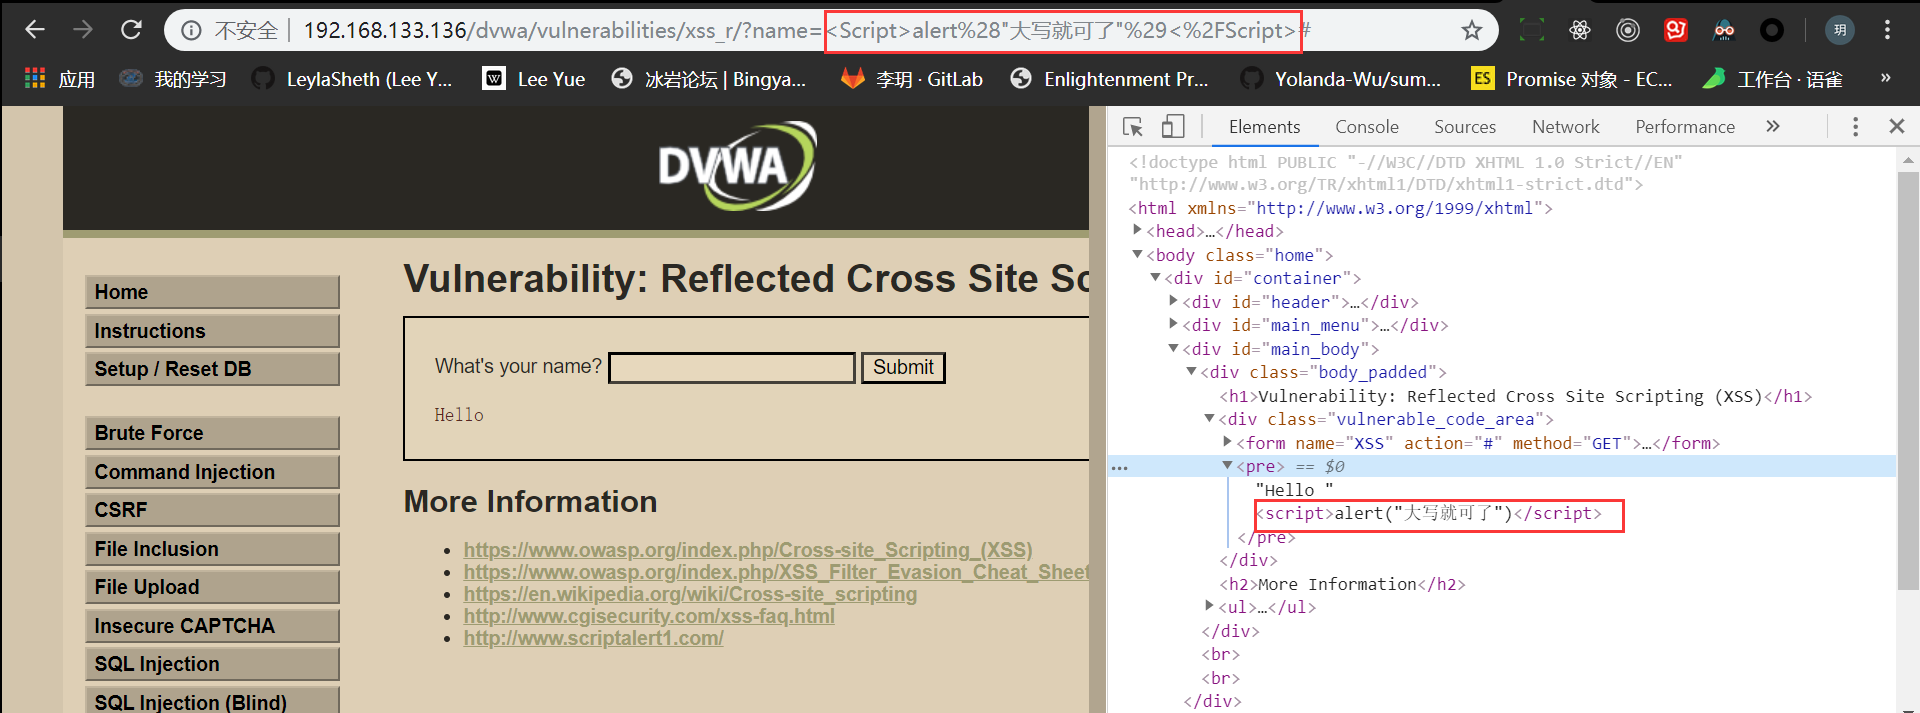 不安全 | 192.168.133.136/dvwa/vulnerabilities/xss_r/?name=<Script>alert%28"大写就可了"%29<%2FScript>#
玥
应用 我的学习 LeylaSheth (Lee Y... Lee Yue 冰岩论坛 | Bingya... 李玥 · GitLab Enlightenment Pr... Yolanda-Wu/sum... ES Promise 对象 - EC... 工作台 · 语雀 »
DVWA
Home
Instructions
Setup / Reset DB
Brute Force
Command Injection
CSRF
File Inclusion
File Upload
Insecure CAPTCHA
SQL Injection
SQL Injection (Blind)
Vulnerability: Reflected Cross Site Sc
What's your name? Submit
Hello
More Information
https://www.owasp.org/index.php/Cross-site_Scripting_(XSS)
https://www.owasp.org/index.php/XSS_Filter_Evasion_Cheat_Sheet
https://en.wikipedia.org/wiki/Cross-site_scripting
http://www.cgisecurity.com/xss-faq.html
http://www.scriptalert1.com/
Elements Console Sources Network Performance »
<!doctype html PUBLIC "-//W3C//DTD XHTML 1.0 Strict//EN"
"http://www.w3.org/TR/xhtml1/DTD/xhtml1-strict.dtd">
<html xmlns="http://www.w3.org/1999/xhtml">
<head>…</head>
<body class="home">
<div id="container">
<div id="header">…</div>
<div id="main_menu">…</div>
<div id="main_body">
<div class="body_padded">
<h1>Vulnerability: Reflected Cross Site Scripting (XSS)</h1>
<div class="vulnerable_code_area">
<form name="XSS" action="#" method="GET">…</form>
... <pre> == $0
"Hello "
<script>alert("大写就可了")</script>
</pre>
</div>
<h2>More Information</h2>
<ul>…</ul>
</div>
<br>
<br>
</div>